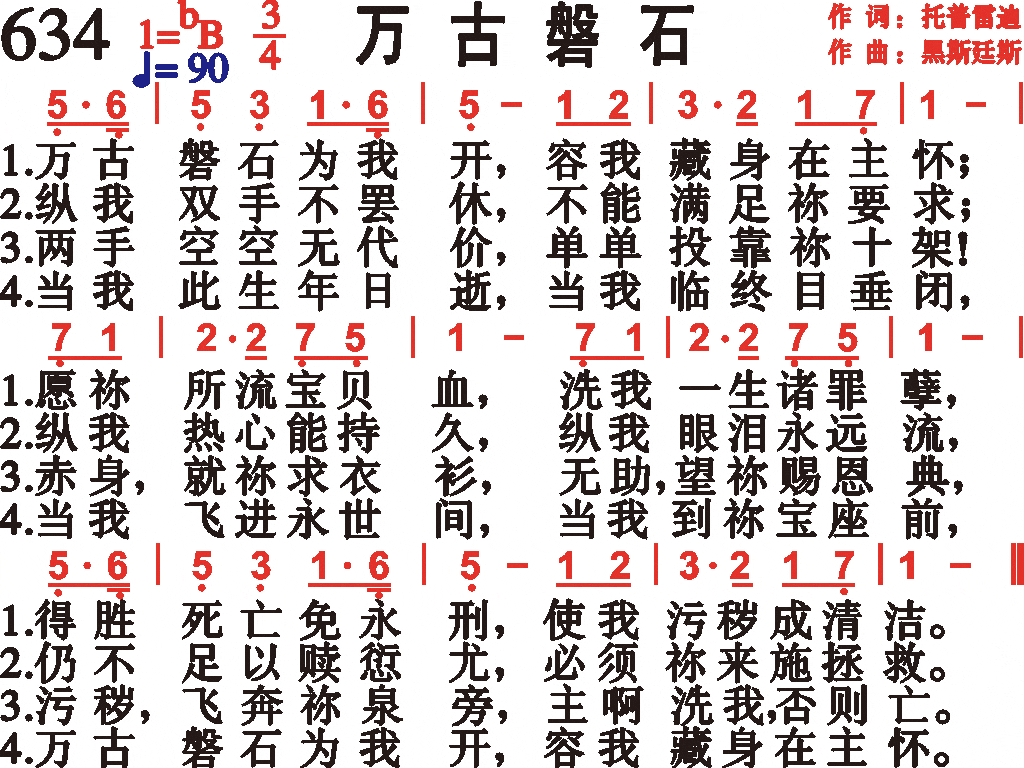 634 1=bB 3/4 万古磐石 作词：托普雷迪
♩=90 作曲：黑斯廷斯
5·6 | 5 3 1·6 | 5 – 1 2 | 3·2 1 7 | 1 – |
1.万古 磐石为我 开，容我 藏身在主 怀；
2.纵我 双手不罢 休，不能 满足祢要 求；
3.两手 空空无代 价，单单 投靠祢十 架！
4.当我 此生年日 逝，当我 临终目垂 闭，
7 1 | 2·2 7 5 | 1 – 7 1 | 2·2 7 5 | 1 – |
1.愿祢 所流宝贝 血，洗我 一生诸罪 孽，
2.纵我 热心能持 久，纵我 眼泪永远 流，
3.赤身，就祢求衣 衫，无助，望祢赐恩 典，
4.当我 飞进永世 间，当我 到祢宝座 前，
5·6 | 5 3 1·6 | 5 – 1 2 | 3·2 1 7 | 1 – ‖
1.得胜 死亡免永 刑，使我 污秽成清 洁。
2.仍不 足以赎愆 尤，必须 祢来施拯 救。
3.污秽，飞奔祢泉 旁，主啊 洗我，否则 亡。
4.万古 磐石为我 开，容我 藏身在主 怀。